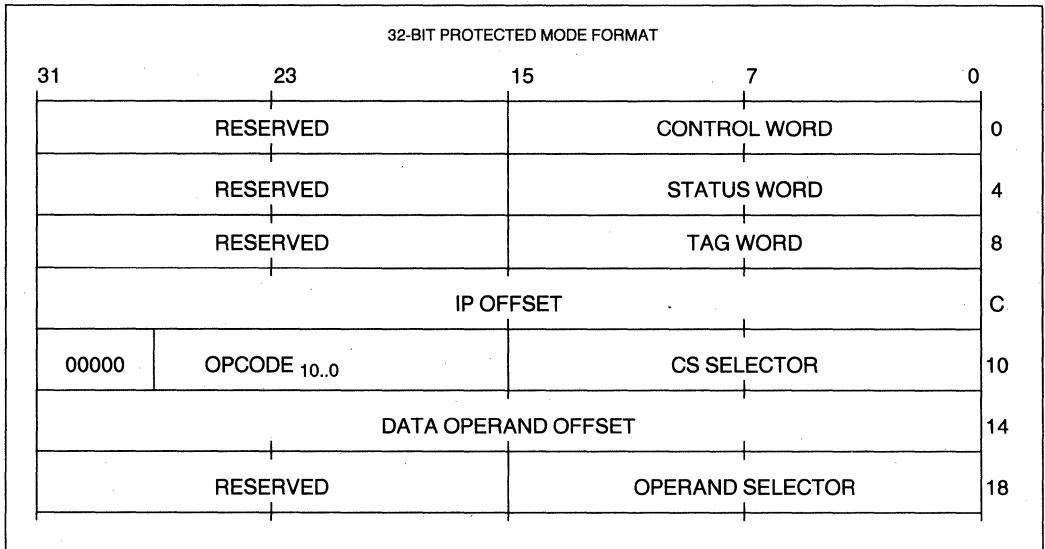 32-BIT PROTECTED MODE FORMAT
31 23 15 7 0
RESERVED CONTROL WORD 0
RESERVED STATUS WORD 4
RESERVED TAG WORD 8
IP OFFSET C
00000 OPCODE 10..0 CS SELECTOR 10
DATA OPERAND OFFSET 14
RESERVED OPERAND SELECTOR 18